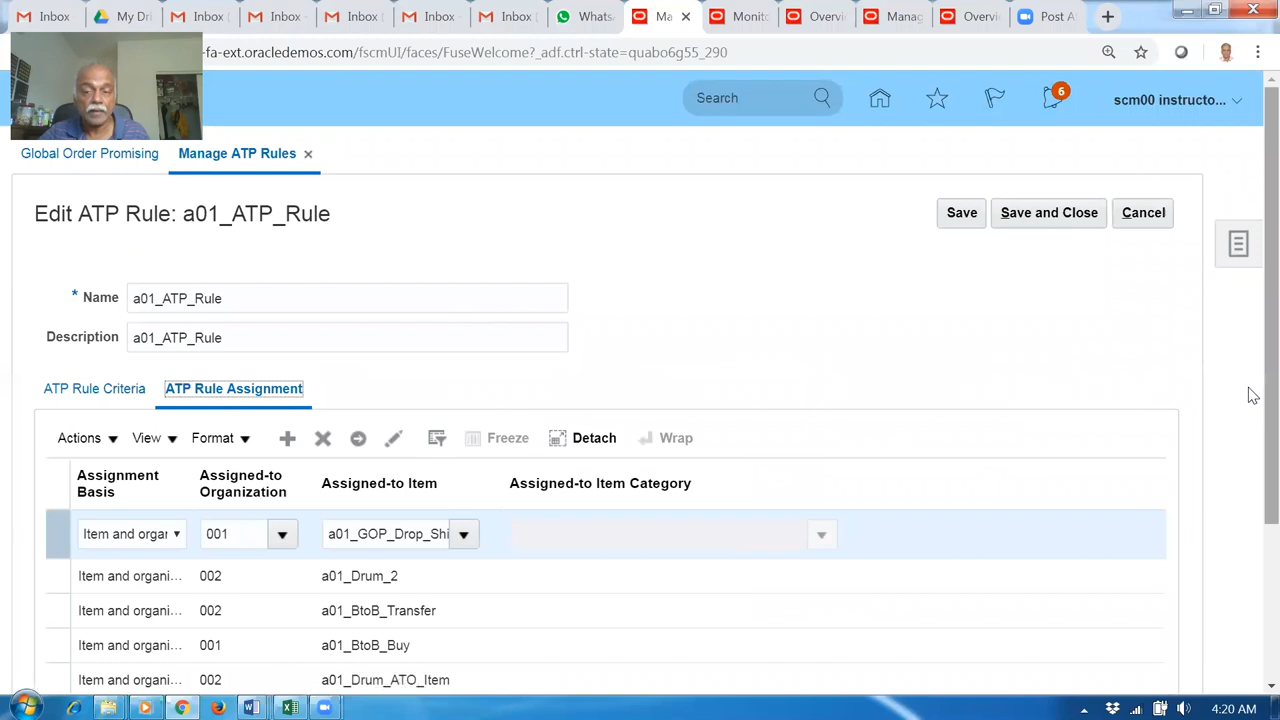 Inbox
My Dri
Inbox (
Inbox
Inbox (
Inbox
Inbox (
Whats
Ma
Monito
Overvi
Manag
Overvi
Post A
-fa-ext.oracledemos.com/fscmUI/faces/FuseWelcome?_adf.ctrl-state=quabo6g55_290
Search
6
scm00 instructo...
Global Order Promising
Manage ATP Rules
Edit ATP Rule: a01_ATP_Rule
Save
Save and Close
Cancel
* Name
a01_ATP_Rule
Description
a01_ATP_Rule
ATP Rule Criteria
ATP Rule Assignment
Actions
View
Format
Freeze
Detach
Wrap
Assignment Basis
Assigned-to Organization
Assigned-to Item
Assigned-to Item Category
Item and orgar
001
a01_GOP_Drop_Shi
Item and organi...
002
a01_Drum_2
Item and organi...
002
a01_BtoB_Transfer
Item and organi...
001
a01_BtoB_Buy
Item and organi...
002
a01_Drum_ATO_Item
4:20 AM